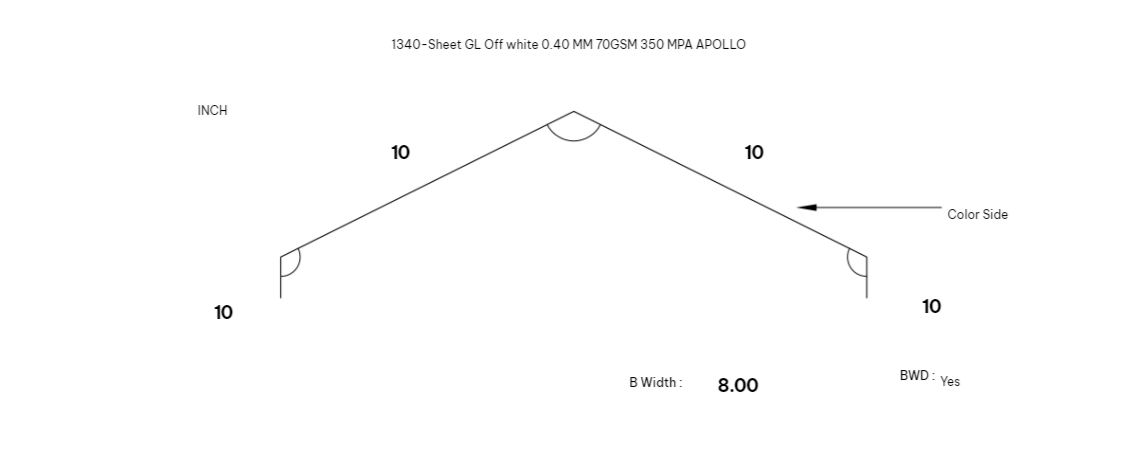 1340-Sheet GL Off white 0.40 MM 70GSM 350 MPA APOLLO
INCH
10
10
Color Side
10
10
B Width : 8.00
BWD : Yes